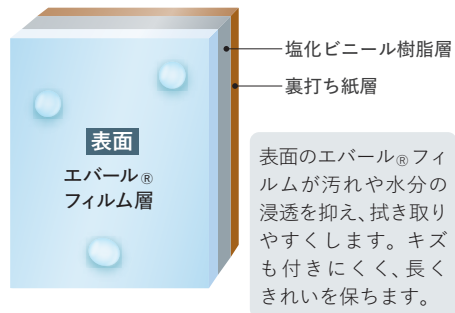 塩化ビニール樹脂層
裏打ち紙層
表面
エバール®
フィルム層
表面のエバール®フィ
ルムが汚れや水分の
浸透を抑え、拭き取り
やすくします。キズ
も付きにくく、長く
きれいを保ちます。